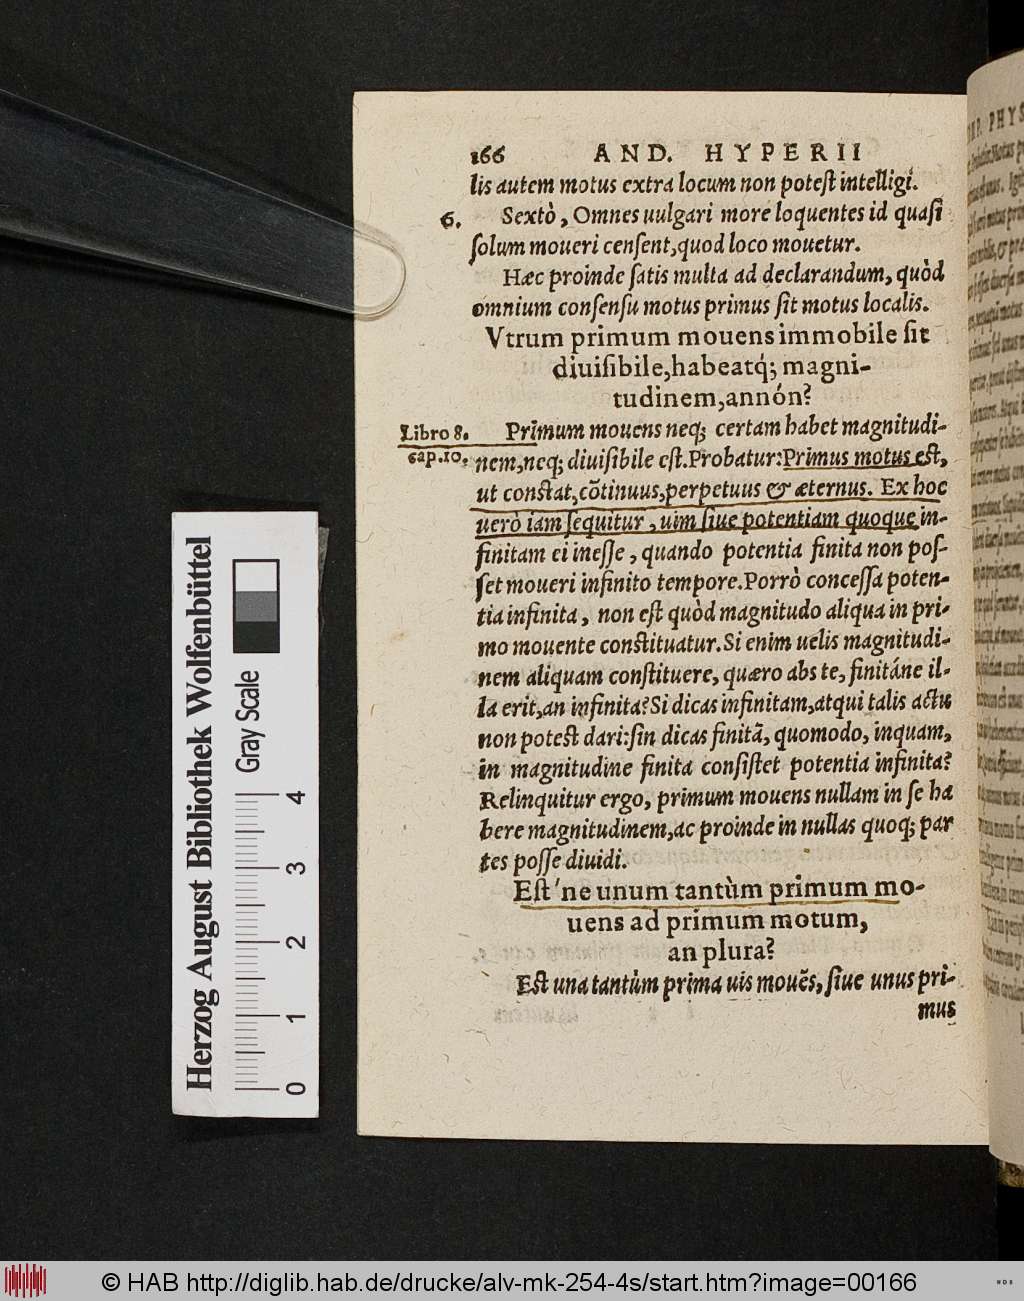 166 AND. HYPERII
lis autem motus extra locum non poteſt intelligi.
6. Sextò, Omnes uulgari more loquentes id quaſi
ſolum moueri cenſent, quod loco mouetur.
Hæc proinde ſatis multa ad declarandum, quòd
omnium conſenſu motus primus ſit motus localis.
Vtrum primum mouens immobile ſit
diuiſibile, habeatq́; magni-
tudinem, annón?
Libro 8. Primum mouens neq; certam habet magnitudi-
cap.10. nem, neq; diuiſibile eſt. Probatur: Primus motus eſt,
ut conſtat, cōtinuus, perpetuus & æternus. Ex hoc
uerò iam ſequitur, uim ſiue potentiam quoque in-
finitam ei ineſſe, quando potentia finita non poſ-
ſet moueri infinito tempore. Porrò conceſſa poten-
tia infinita, non eſt quòd magnitudo aliqua in pri-
mo mouente conſtituatur. Si enim uelis magnitudi-
nem aliquam conſtituere, quæro abs te, finitáne il-
la erit, an infinita? Si dicas infinitam, atqui talis actu
non poteſt dari: ſin dicas finitā, quomodo, inquam,
in magnitudine finita conſiſtet potentia infinita?
Relinquitur ergo, primum mouens nullam in ſe ha
bere magnitudinem, ac proinde in nullas quoq; par
tes poſſe diuidi.
Eſt'ne unum tantùm primum mo-
uens ad primum motum,
an plura?
Eſt una tantùm prima uis mouēs, ſiue unus pri-
mus
Herzog August Bibliothek Wolfenbüttel
Gray Scale
0 1 2 3 4
© HAB http://diglib.hab.de/drucke/alv-mk-254-4s/start.htm?image=00166